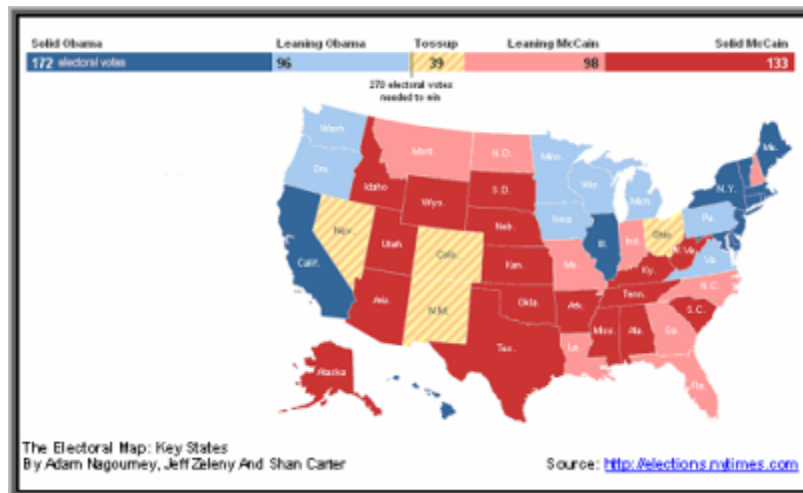 Solid Obama Leaning Obama Tossup Leaning McCain Solid McCain
172 electoral votes 96 39 98 133
270 electoral votes
needed to win
Wash. Mont. N.D. Minn. Me.
Ore. Idaho S.D. Wis. Mich. N.Y.
Wyo. Iowa Pa.
Nev. Neb. Ill. Ind. Ohio
Utah Colo. W.Va. Va.
Calif. Kan. Mo. Ky.
N.C.
Ariz. N.M. Okla. Ark. Tenn. S.C.
Tex. La. Miss. Ala. Ga.
Alaska Fla.
The Electoral Map: Key States
By Adam Nagourney, Jeff Zeleny And Shan Carter Source: http://elections.nytimes.com